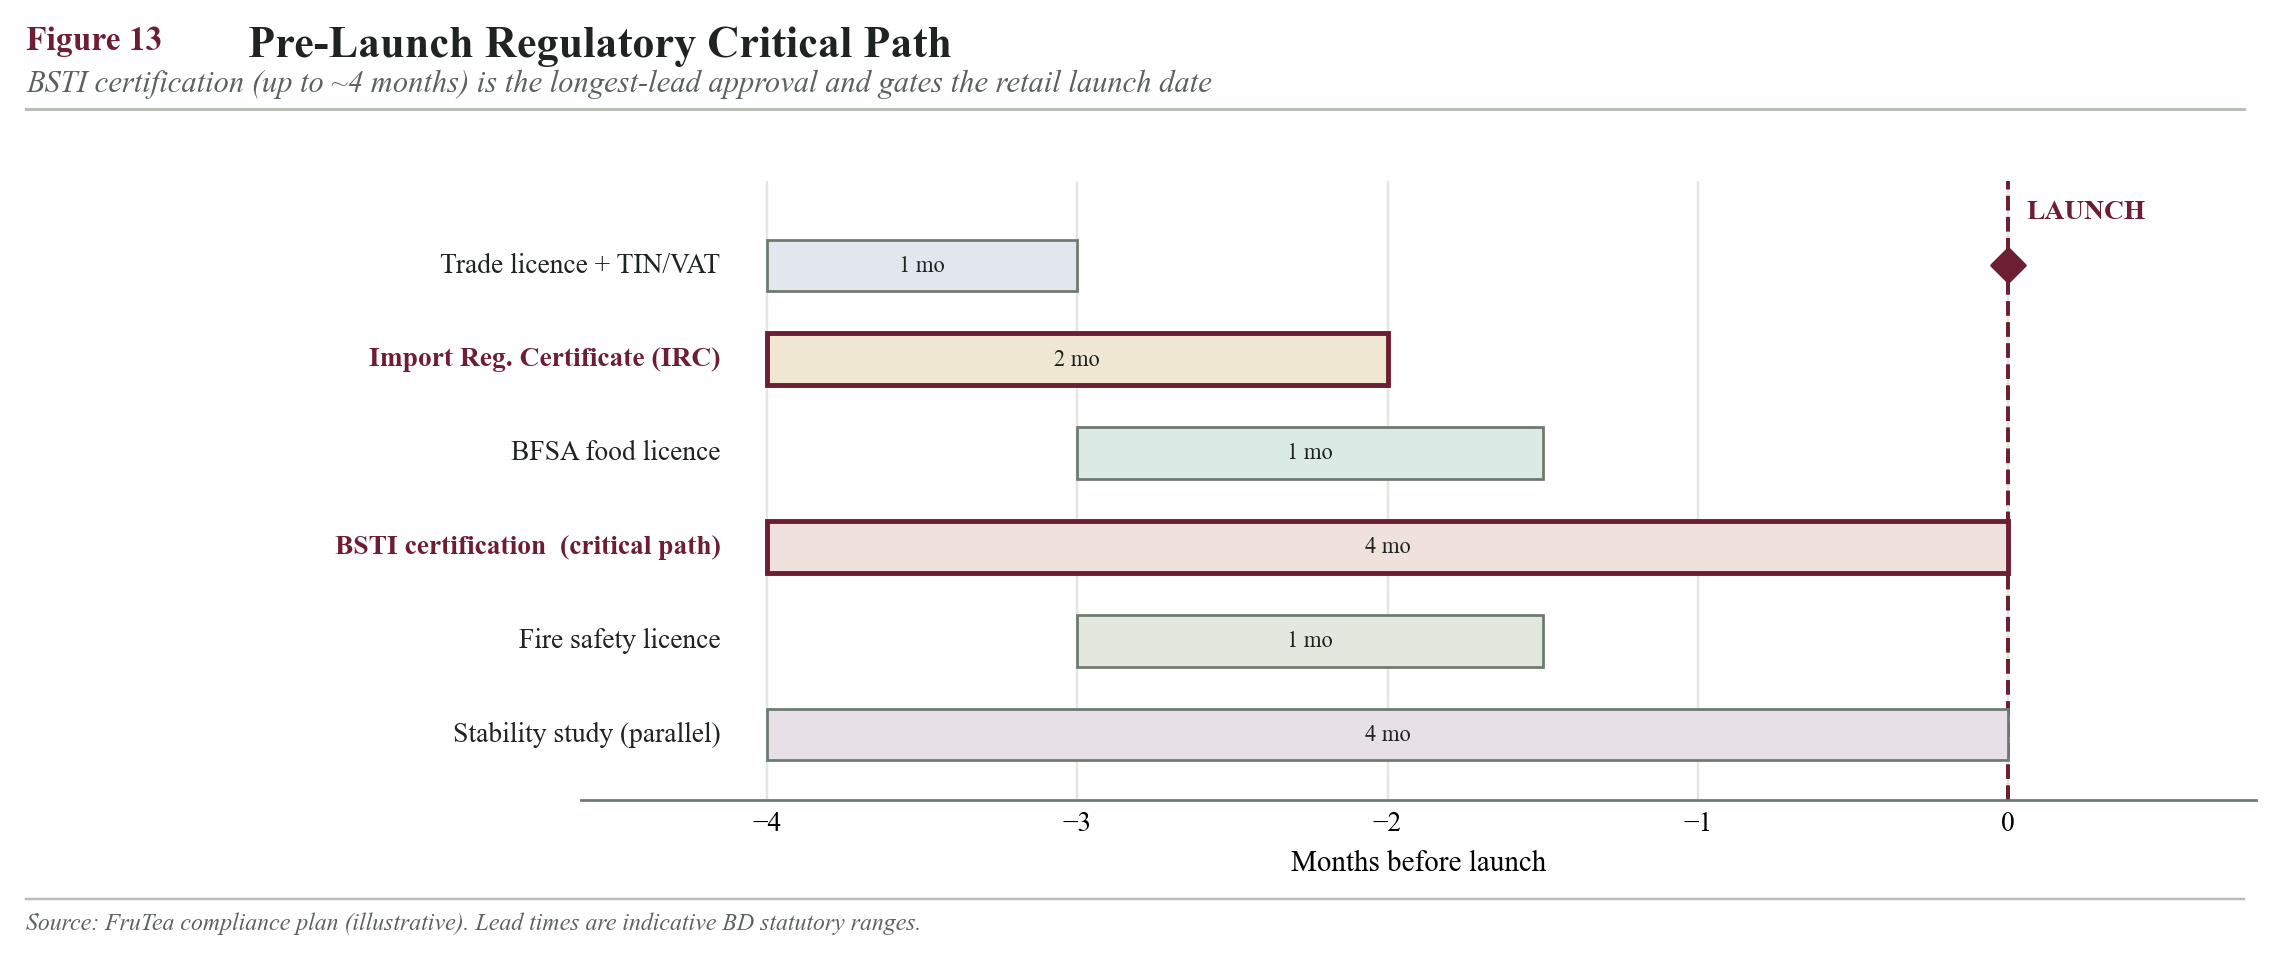 Figure 13 Pre-Launch Regulatory Critical Path
BSTI certification (up to ~4 months) is the longest-lead approval and gates the retail launch date
LAUNCH
Trade licence + TIN/VAT 1 mo
Import Reg. Certificate (IRC) 2 mo
BFSA food licence 1 mo
BSTI certification (critical path) 4 mo
Fire safety licence 1 mo
Stability study (parallel) 4 mo
−4 −3 −2 −1 0
Months before launch
Source: FruTea compliance plan (illustrative). Lead times are indicative BD statutory ranges.